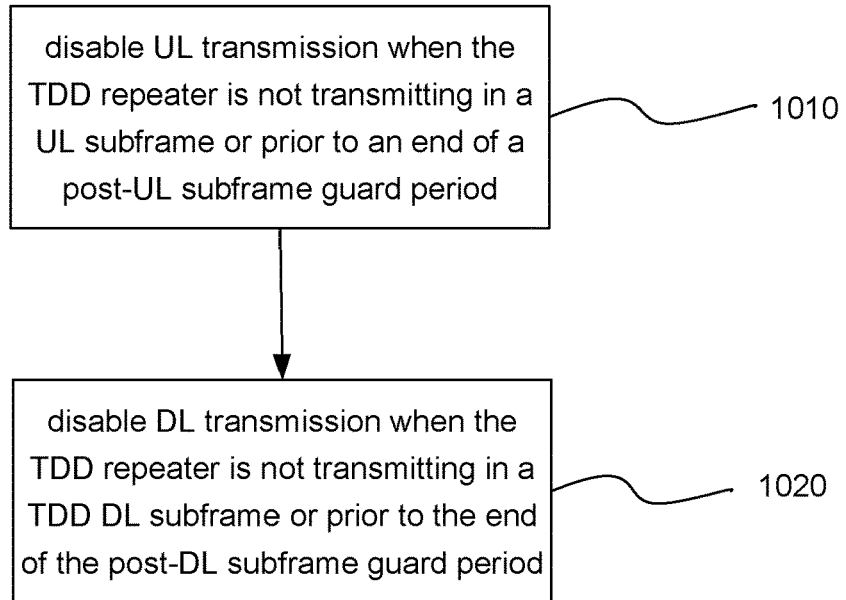 disable UL transmission when the
TDD repeater is not transmitting in a
UL subframe or prior to an end of a
post-UL subframe guard period
1010
disable DL transmission when the
TDD repeater is not transmitting in a
TDD DL subframe or prior to the end
of the post-DL subframe guard period
1020